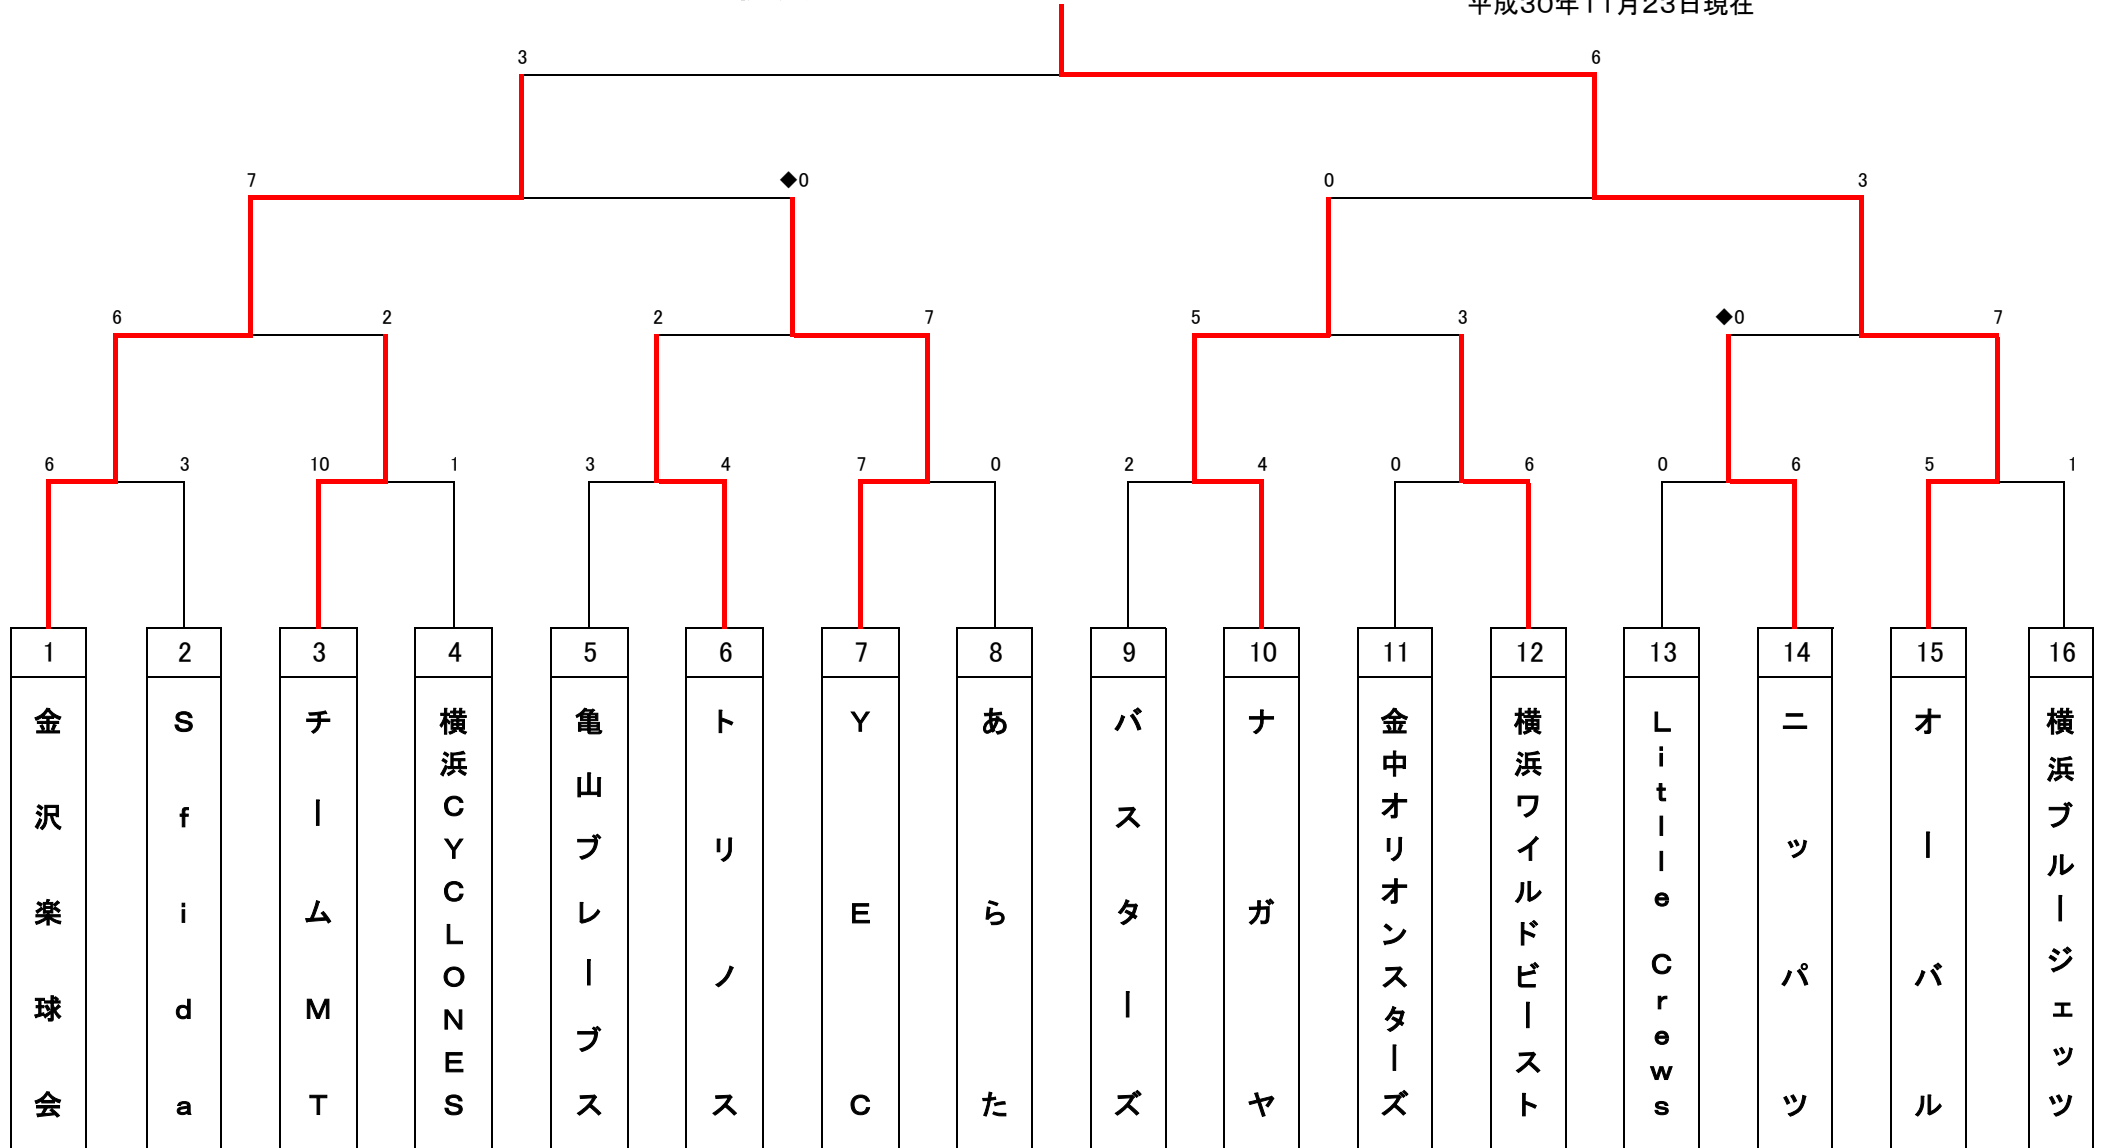 平成30年11月23日現在
3 6
7 ◆0 0 3
6 2 2 7 5 3 ◆0 7
6 3 10 1 3 4 7 0 2 4 0 6 0 6 5 1
1 2 3 4 5 6 7 8 9 10 11 12 13 14 15 16
金沢楽球会
Sfida
チームMT
横浜CYCLONES
亀山ブレーブス
トリノス
YEC
あらた
バスターズ
ナガヤ
金中オリオンスターズ
横浜ワイルドビースト
Litlle Crews
ニッパツ
オーバル
横浜ブルージェッツ